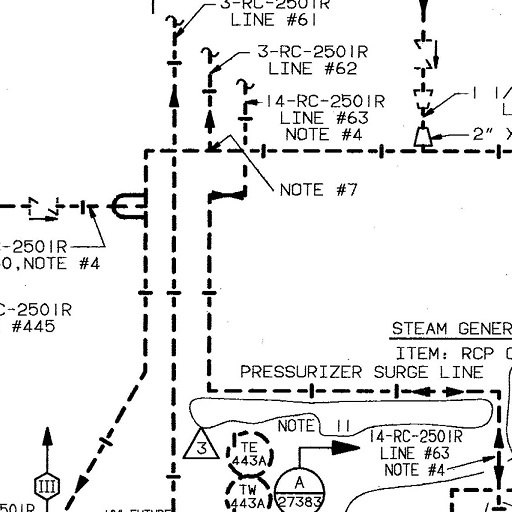 3-RC-2501R
LINE #61
3-RC-2501R
LINE #62
14-RC-2501R
LINE #63
NOTE #4
1 1/
2" X
NOTE #7
-2501R
0,NOTE #4
C-2501R
#445
STEAM GENER
ITEM: RCP
PRESSURIZER SURGE LINE
NOTE 11
3
TE
443A
14-RC-2501R
LINE #63
NOTE #4
III
TW
443A
A
27383
501R